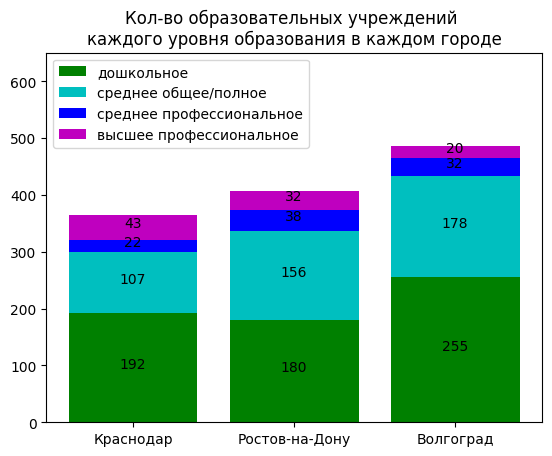 Кол-во образовательных учреждений
каждого уровня образования в каждом городе
600
500
400
300
200
100
0
дошкольное
среднее общее/полное
среднее профессиональное
высшее профессиональное
43
22
107
192
32
38
156
180
20
32
178
255
Краснодар
Ростов-на-Дону
Волгоград